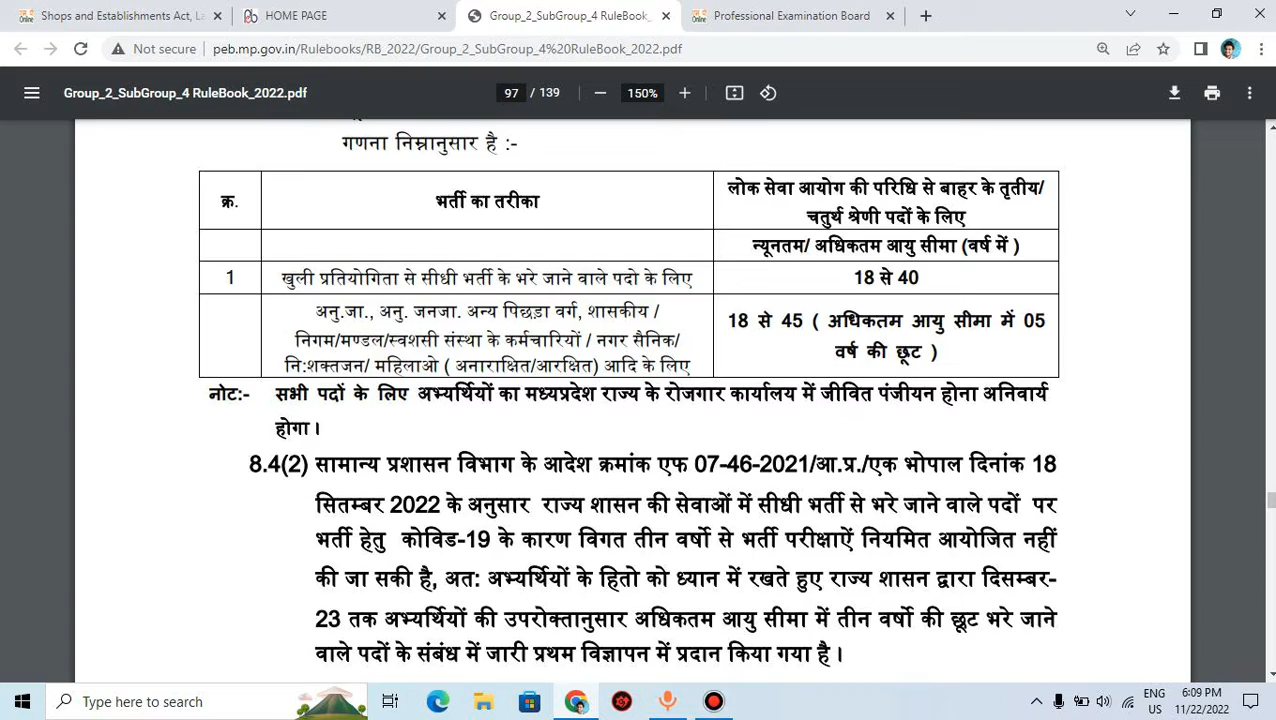 Shops and Establishments Act, La
HOME PAGE
Group_2_SubGroup_4 RuleBook_
Professional Examination Board
Not secure
peb.mp.gov.in/Rulebooks/RB_2022/Group_2_SubGroup_4%20RuleBook_2022.pdf
Group_2_SubGroup_4 RuleBook_2022.pdf
97 / 139
150%
गणना निम्नानुसार है :-
क्र.
भर्ती का तरीका
लोक सेवा आयोग की परिधि से बाहर के तृतीय/
चतुर्थ श्रेणी पदों के लिए
न्यूनतम/ अधिकतम आयु सीमा (वर्ष में )
1
खुली प्रतियोगिता से सीधी भर्ती के भरे जाने वाले पदो के लिए
18 से 40
अनु.जा., अनु. जनजा. अन्य पिछड़ा वर्ग, शासकीय /
निगम/मण्डल/स्वशसी संस्था के कर्मचारियों / नगर सैनिक/
नि:शक्तजन/ महिलाओ ( अनाराक्षित/आरक्षित) आदि के लिए
18 से 45 ( अधिकतम आयु सीमा में 05
वर्ष की छूट )
नोट:- सभी पदों के लिए अभ्यर्थियों का मध्यप्रदेश राज्य के रोजगार कार्यालय में जीवित पंजीयन होना अनिवार्य
होगा ।
8.4(2) सामान्य प्रशासन विभाग के आदेश क्रमांक एफ 07-46-2021/आ.प्र./एक भोपाल दिनांक 18
सितम्बर 2022 के अनुसार राज्य शासन की सेवाओं में सीधी भर्ती से भरे जाने वाले पदों पर
भर्ती हेतु कोविड-19 के कारण विगत तीन वर्षो से भर्ती परीक्षाऐं नियमित आयोजित नहीं
की जा सकी है, अत: अभ्यर्थियों के हितो को ध्यान में रखते हुए राज्य शासन द्वारा दिसम्बर-
23 तक अभ्यर्थियों की उपरोक्तानुसार अधिकतम आयु सीमा में तीन वर्षो की छूट भरे जाने
वाले पदों के संबंध में जारी प्रथम विज्ञापन में प्रदान किया गया है ।
Type here to search
ENG
US
6:09 PM
11/22/2022